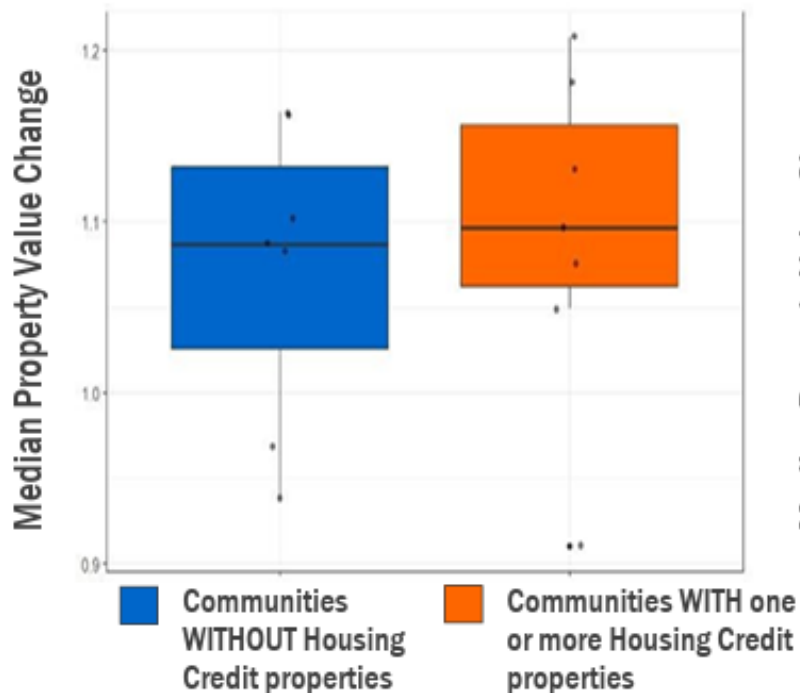 Median Property Value Change
1.2
1.1
1.0
0.9
Communities
WITHOUT Housing
Credit properties
Communities WITH one
or more Housing Credit
properties